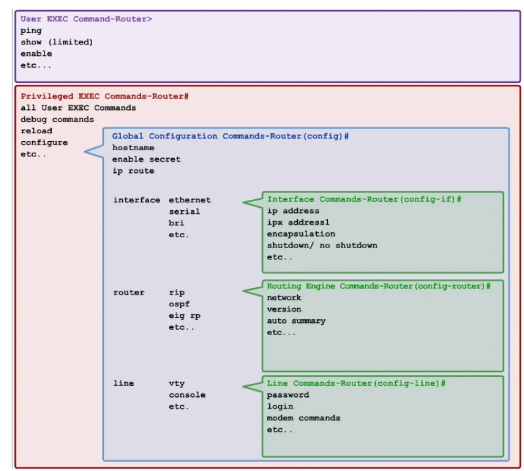 User EXEC Command-Router>
ping
show (limited)
enable
etc...
Privileged EXEC Commands-Router#
all User EXEC Commands
debug commands
reload
configure
etc..
Global Configuration Commands-Router(config)#
hostname
enable secret
ip route
interface ethernet
serial
bri
etc.
Interface Commands-Router(config-if)#
ip address
ipx address1
encapsulation
shutdown/ no shutdown
etc..
router rip
ospf
eig rp
etc..
Routing Engine Commands-Router(config-router)#
network
version
auto summary
etc...
line vty
console
etc.
Line Commands-Router(config-line)#
password
login
modem commands
etc..